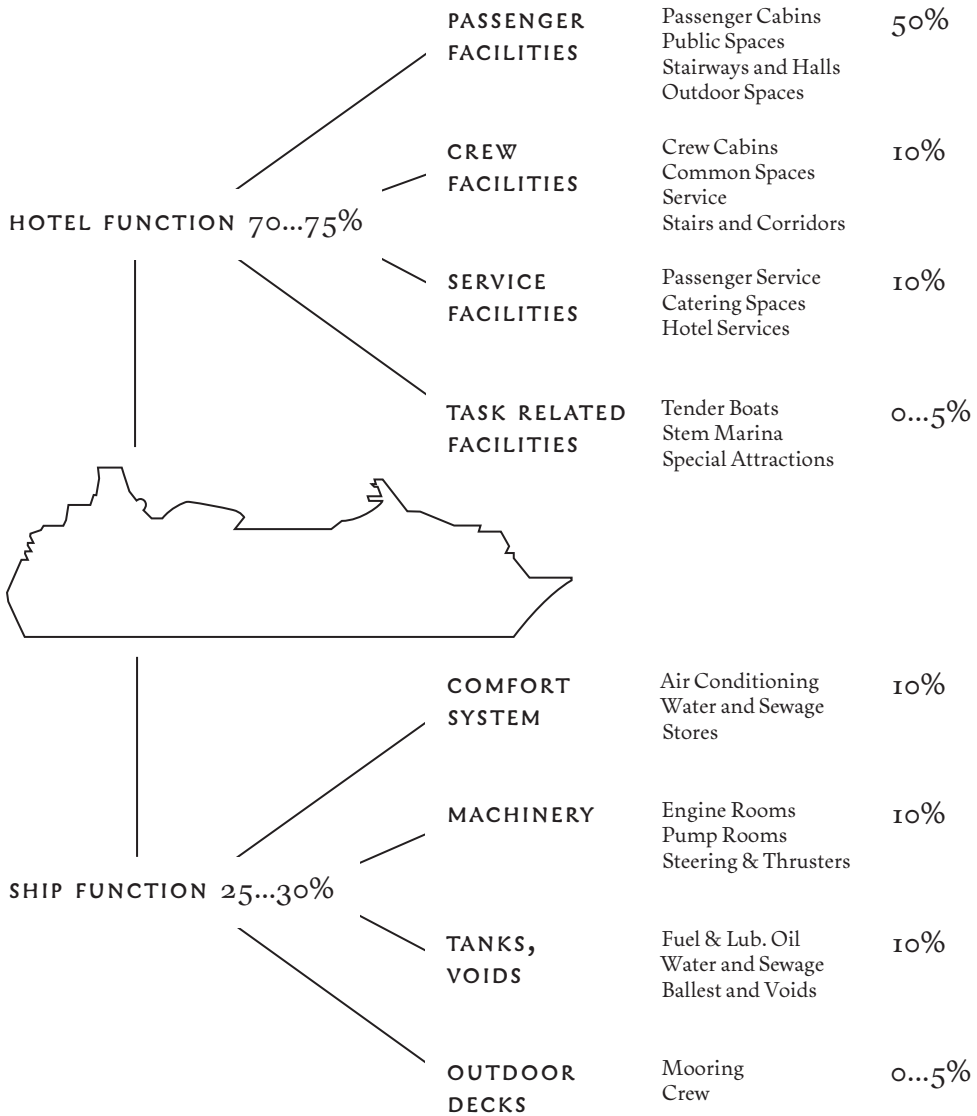 PASSENGER FACILITIES
Passenger Cabins
Public Spaces
Stairways and Halls
Outdoor Spaces
50%
CREW FACILITIES
Crew Cabins
Common Spaces
Service
Stairs and Corridors
10%
HOTEL FUNCTION 70...75%
SERVICE FACILITIES
Passenger Service
Catering Spaces
Hotel Services
10%
TASK RELATED FACILITIES
Tender Boats
Stem Marina
Special Attractions
0...5%
COMFORT SYSTEM
Air Conditioning
Water and Sewage
Stores
10%
MACHINERY
Engine Rooms
Pump Rooms
Steering & Thrusters
10%
SHIP FUNCTION 25...30%
TANKS, VOIDS
Fuel & Lub. Oil
Water and Sewage
Ballest and Voids
10%
OUTDOOR DECKS
Mooring
Crew
0...5%